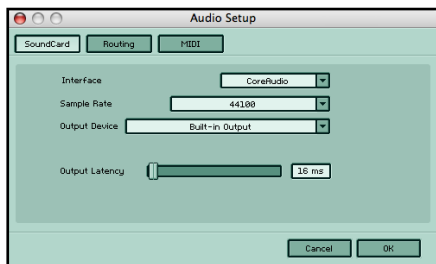 Audio Setup
SoundCard Routing MIDI
Interface CoreAudio
Sample Rate 44100
Output Device Built-in Output
Output Latency 16 ms
Cancel OK